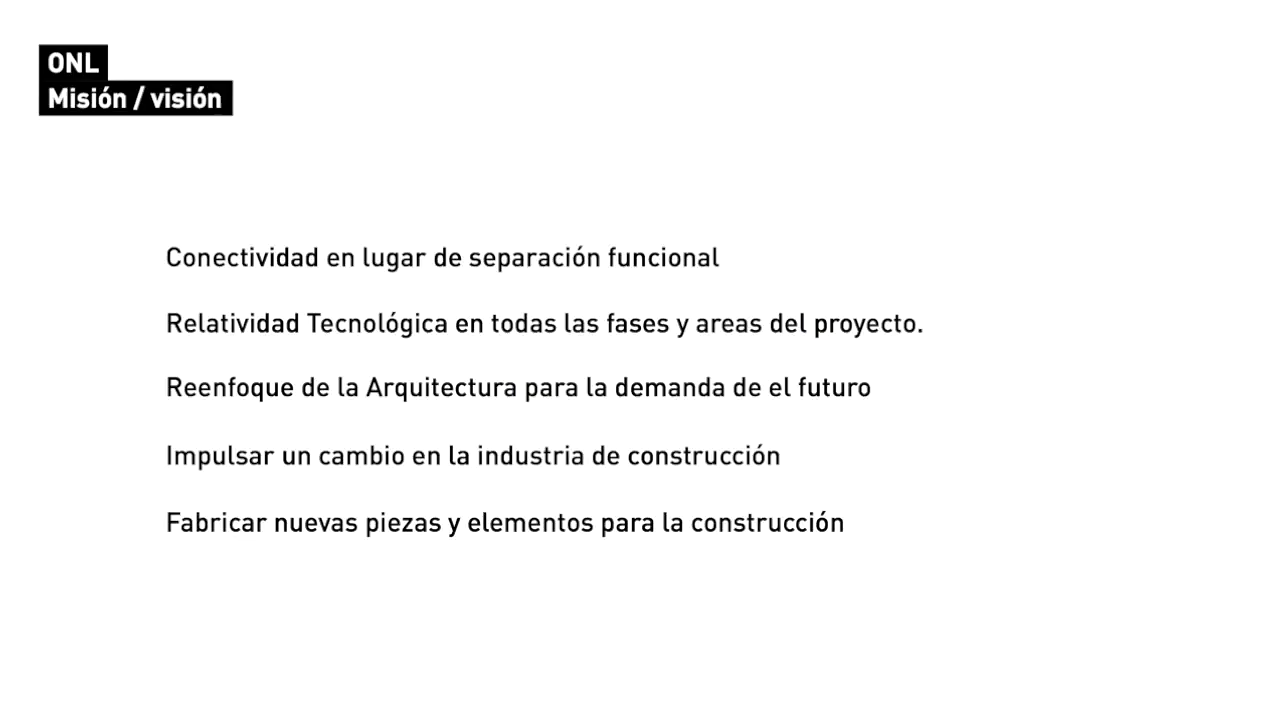 ONL
Misión / visión
Conectividad en lugar de separación funcional
Relatividad Tecnológica en todas las fases y areas del proyecto.
Reenfoque de la Arquitectura para la demanda de el futuro
Impulsar un cambio en la industria de construcción
Fabricar nuevas piezas y elementos para la construcción